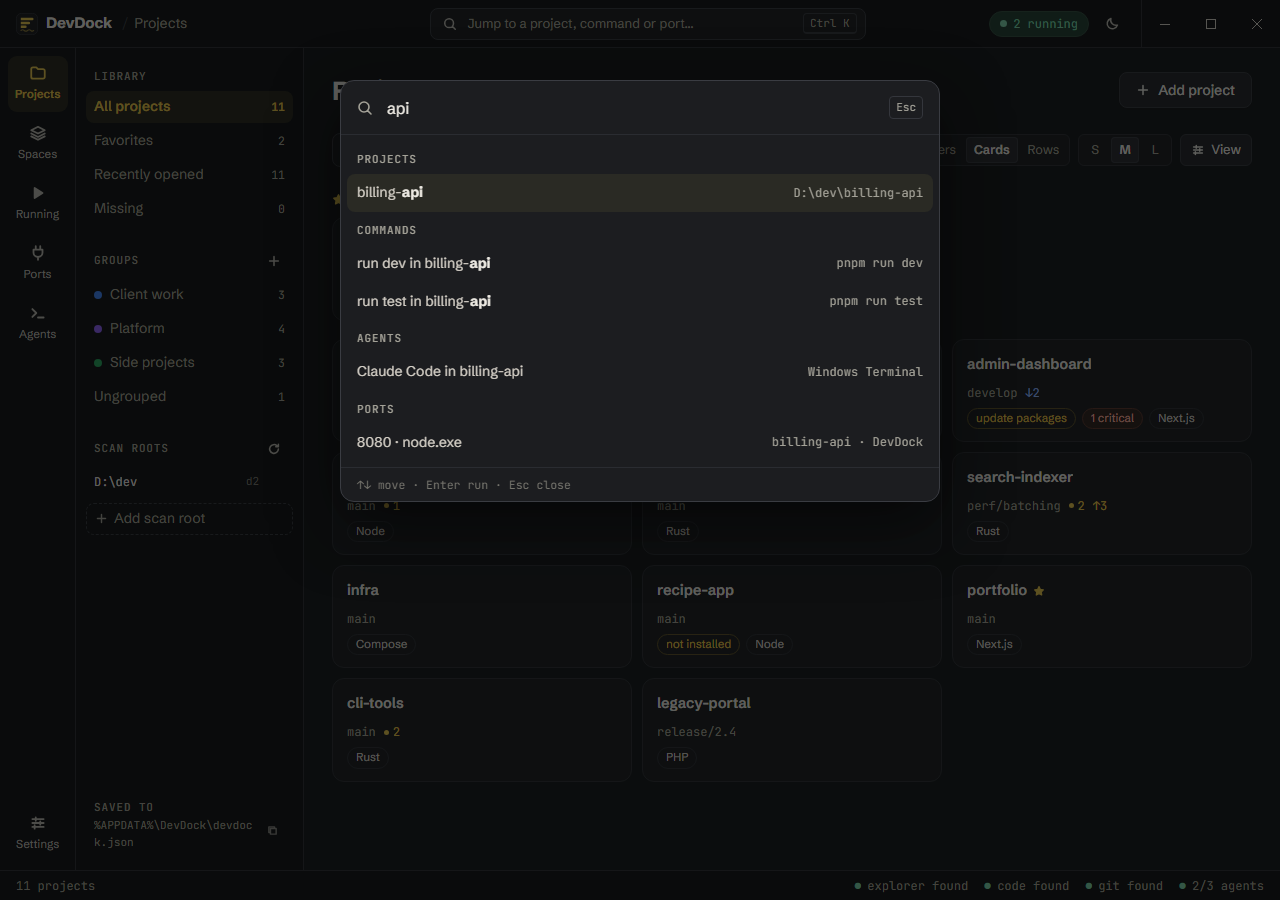 DevDock / Projects
Jump to a project, command or port... Ctrl K
2 running
Projects
Spaces
Running
Ports
Agents
Settings
LIBRARY
All projects 11
Favorites 2
Recently opened 11
Missing 0
GROUPS
Client work 3
Platform 4
Side projects 3
Ungrouped 1
SCAN ROOTS
D:\dev d2
Add scan root
SAVED TO
%APPDATA%\DevDock\devdoc
k.json
Add project
Cards Rows
S M L
View
api Esc
PROJECTS
billing-api D:\dev\billing-api
COMMANDS
run dev in billing-api pnpm run dev
run test in billing-api pnpm run test
AGENTS
Claude Code in billing-api Windows Terminal
PORTS
8080 · node.exe billing-api · DevDock
↑↓ move · Enter run · Esc close
admin-dashboard
develop ↓2
update packages 1 critical Next.js
main 1
Node
main
Rust
search-indexer
perf/batching 2 ↑3
Rust
infra
main
Compose
recipe-app
main
not installed Node
portfolio
main
Next.js
cli-tools
main 2
Rust
legacy-portal
release/2.4
PHP
11 projects
explorer found code found git found 2/3 agents